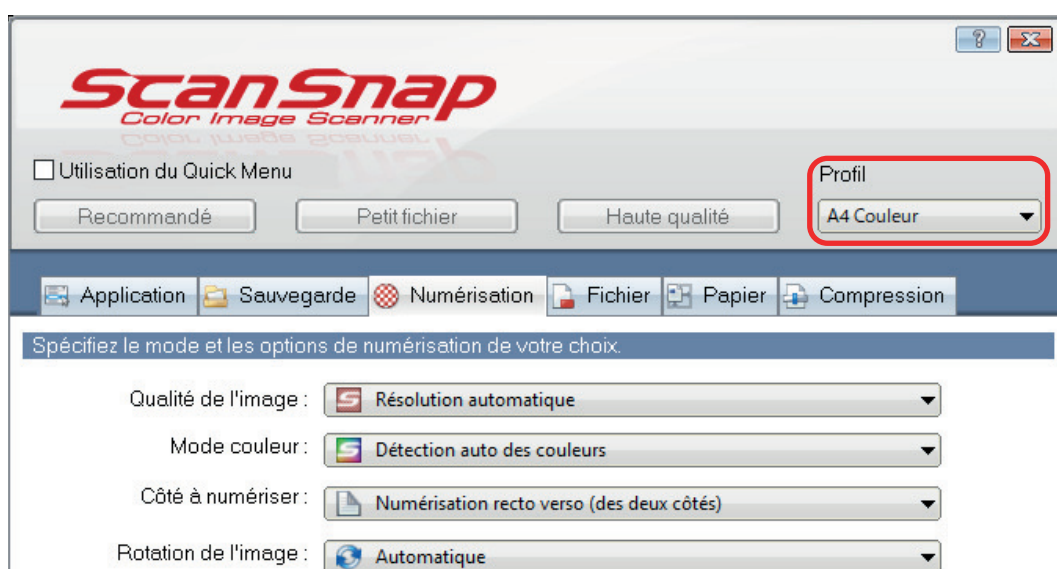 ScanSnap
Color Image Scanner
Utilisation du Quick Menu
Profil
Recommandé Petit fichier Haute qualité A4 Couleur
Application Sauvegarde Numérisation Fichier Papier Compression
Spécifiez le mode et les options de numérisation de votre choix.
Qualité de l'image : Résolution automatique
Mode couleur : Détection auto des couleurs
Côté à numériser : Numérisation recto verso (des deux côtés)
Rotation de l'image : Automatique